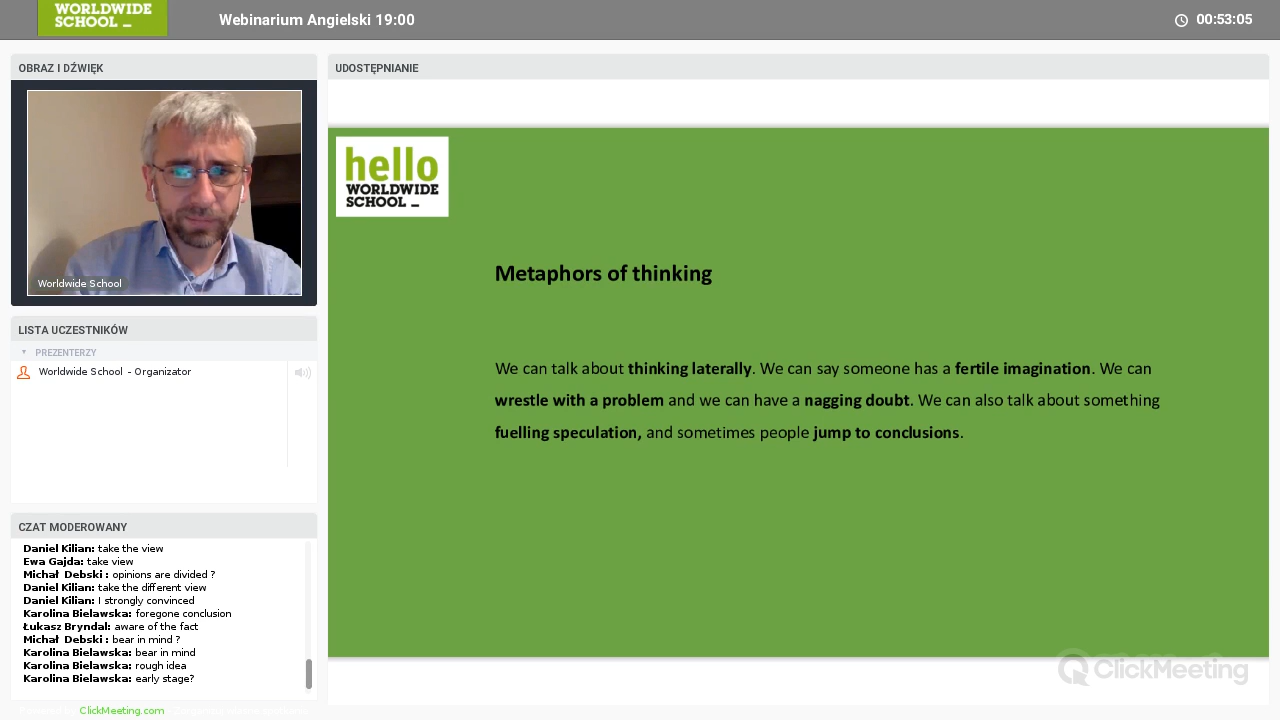 WORLDWIDE
SCHOOL _
Webinarium Angielski 19:00
00:53:05
OBRAZ I DŹWIĘK
Worldwide School
LISTA UCZESTNIKÓW
PREZENTERZY
Worldwide School - Organizator
CZAT MODEROWANY
Daniel Kilian: take the view
Ewa Gajda: take view
Michał Debski : opinions are divided ?
Daniel Kilian: take the different view
Daniel Kilian: I strongly convinced
Karolina Bielawska: foregone conclusion
Łukasz Bryndal: aware of the fact
Michał Debski : bear in mind ?
Karolina Bielawska: bear in mind
Karolina Bielawska: rough idea
Karolina Bielawska: early stage?
ClickMeeting.com
UDOSTĘPNIANIE
hello
WORLDWIDE
SCHOOL _
Metaphors of thinking
We can talk about thinking laterally. We can say someone has a fertile imagination. We can
wrestle with a problem and we can have a nagging doubt. We can also talk about something
fuelling speculation, and sometimes people jump to conclusions.
ClickMeeting